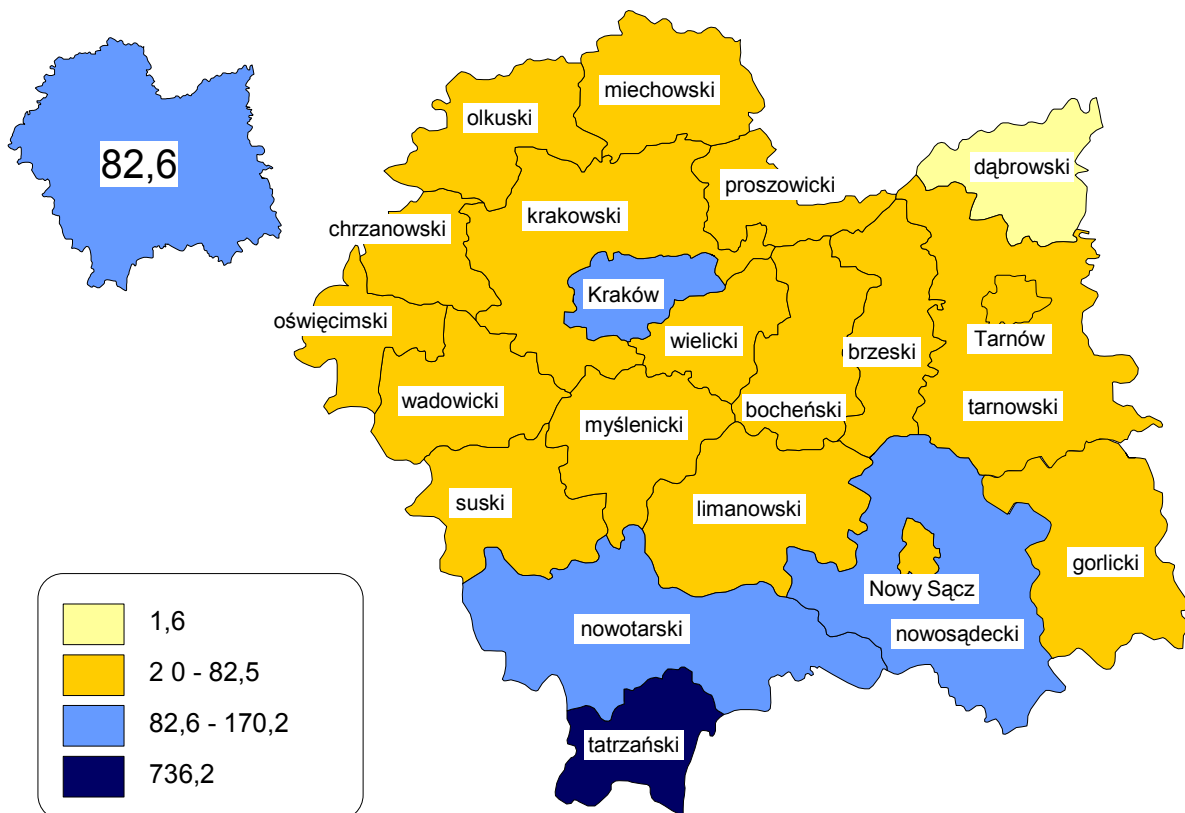 miechowski
olkuski
82,6
dąbrowski
proszowicki
krakowski
chrzanowski
Kraków
oświęcimski
wielicki
Tarnów
brzeski
wadowicki
bocheński
tarnowski
myślenicki
suski
limanowski
gorlicki
Nowy Sącz
nowotarski
nowosądecki
tatrzański
1,6
2 0 - 82,5
82,6 - 170,2
736,2